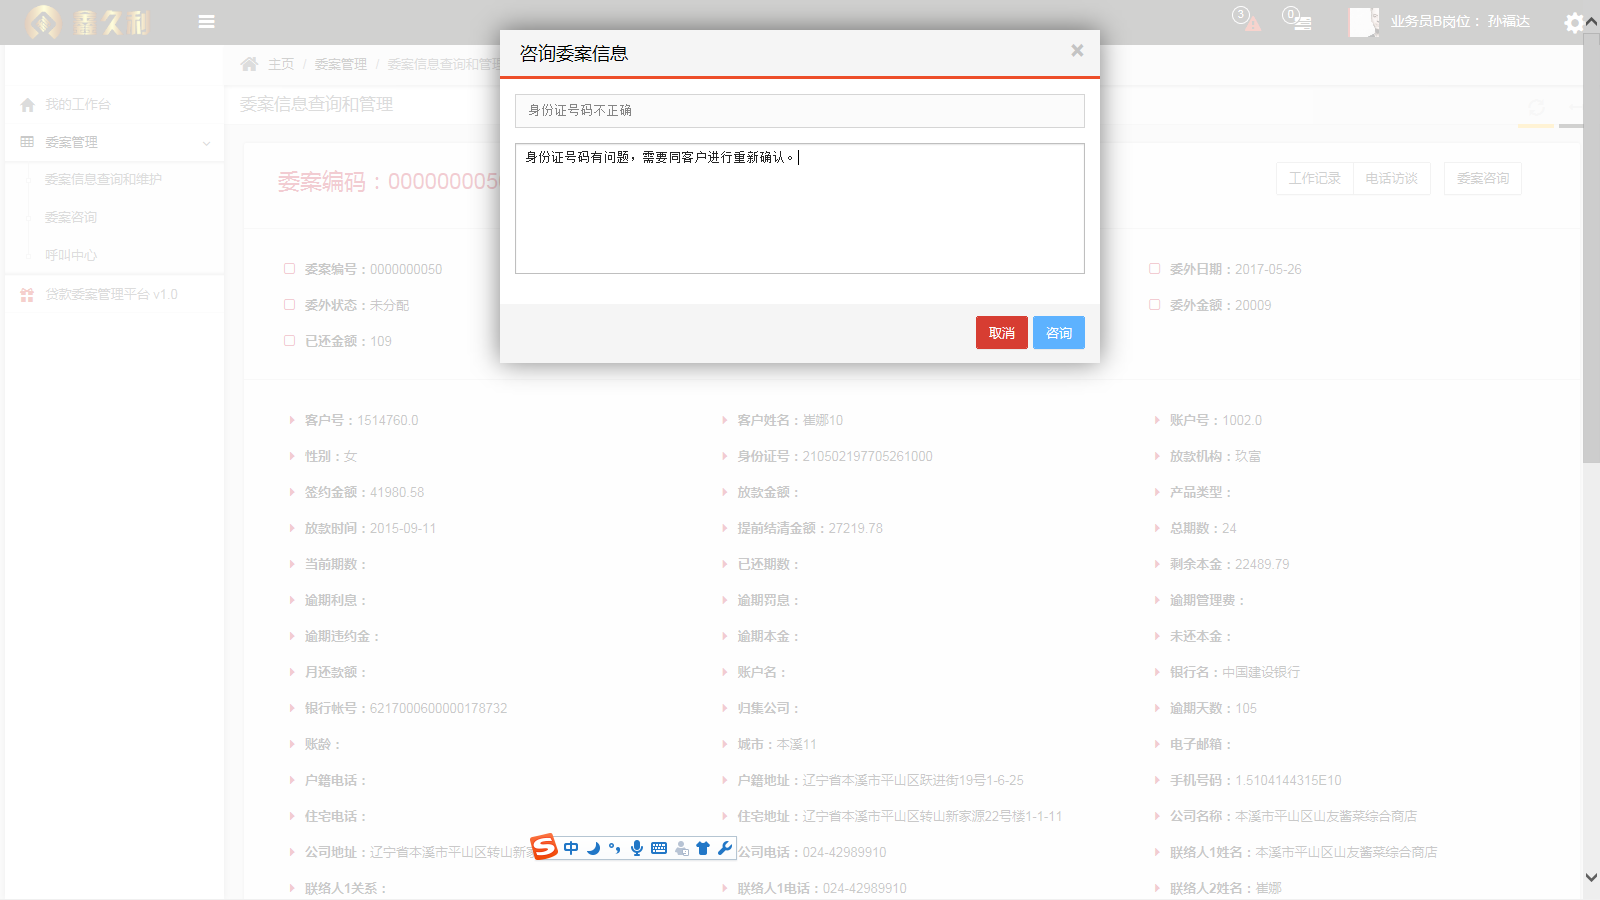 鑫久利
3
0
业务员B岗位： 孙福达
主页 / 委案管理 / 委案信息查询和管理
我的工作台
委案管理
委案信息查询和维护
委案咨询
呼叫中心
贷款委案管理平台 v1.0
委案信息查询和管理
咨询委案信息
×
身份证号码不正确
身份证号码有问题，需要同客户进行重新确认。
取消
咨询
委案编码：000000005
工作记录
电话访谈
委案咨询
委案编号：0000000050
委外日期：2017-05-26
委外状态：未分配
委外金额：20009
已还金额：109
客户号：1514760.0
客户姓名：崔娜10
账户号：1002.0
性别：女
身份证号：210502197705261000
放款机构：玖富
签约金额：41980.58
放款金额：
产品类型：
放款时间：2015-09-11
提前结清金额：27219.78
总期数：24
当前期数：
已还期数：
剩余本金：22489.79
逾期利息：
逾期罚息：
逾期管理费：
逾期违约金：
逾期本金：
未还本金：
月还款额：
账户名：
银行名：中国建设银行
银行帐号：6217000600000178732
归集公司：
逾期天数：105
账龄：
城市：本溪11
电子邮箱：
户籍电话：
户籍地址：辽宁省本溪市平山区跃进街19号1-6-25
手机号码：1.5104144315E10
住宅电话：
住宅地址：辽宁省本溪市平山区转山新家源22号楼1-1-11
公司名称：本溪市平山区山友酱菜综合商店
公司地址：辽宁省本溪市平山区转山新
中
公司电话：024-42989910
联络人1姓名：本溪市平山区山友酱菜综合商店
联络人1关系：
联络人1电话：024-42989910
联络人2姓名：崔娜